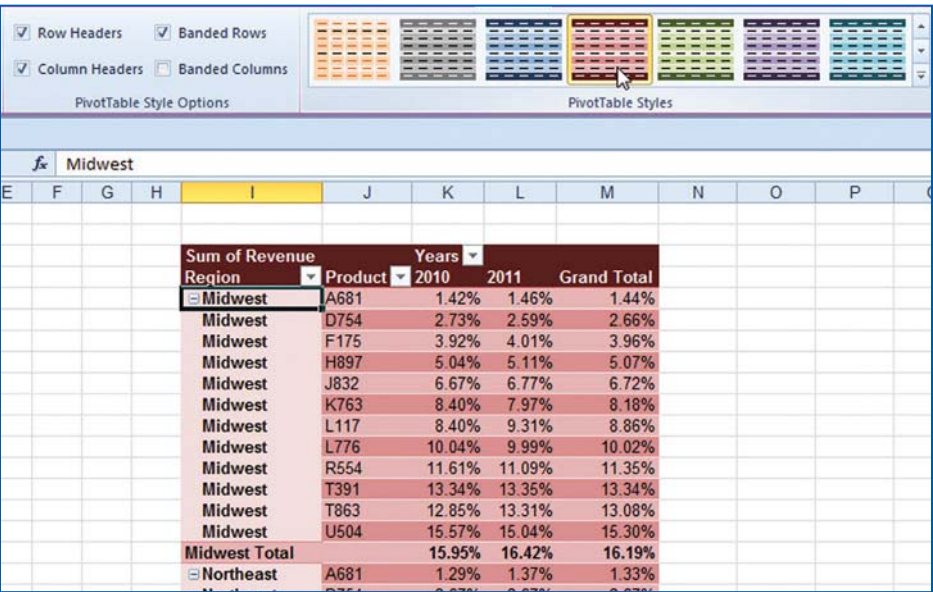 Row Headers Banded Rows
Column Headers Banded Columns
PivotTable Style Options PivotTable Styles
fx Midwest
E F G H I J K L M N O P
Sum of Revenue Years
Region Product 2010 2011 Grand Total
Midwest A681 1.42% 1.46% 1.44%
Midwest D754 2.73% 2.59% 2.66%
Midwest F175 3.92% 4.01% 3.96%
Midwest H897 5.04% 5.11% 5.07%
Midwest J832 6.67% 6.77% 6.72%
Midwest K763 8.40% 7.97% 8.18%
Midwest L117 8.40% 9.31% 8.86%
Midwest L776 10.04% 9.99% 10.02%
Midwest R554 11.61% 11.09% 11.35%
Midwest T391 13.34% 13.35% 13.34%
Midwest T863 12.85% 13.31% 13.08%
Midwest U504 15.57% 15.04% 15.30%
Midwest Total 15.95% 16.42% 16.19%
Northeast A681 1.29% 1.37% 1.33%